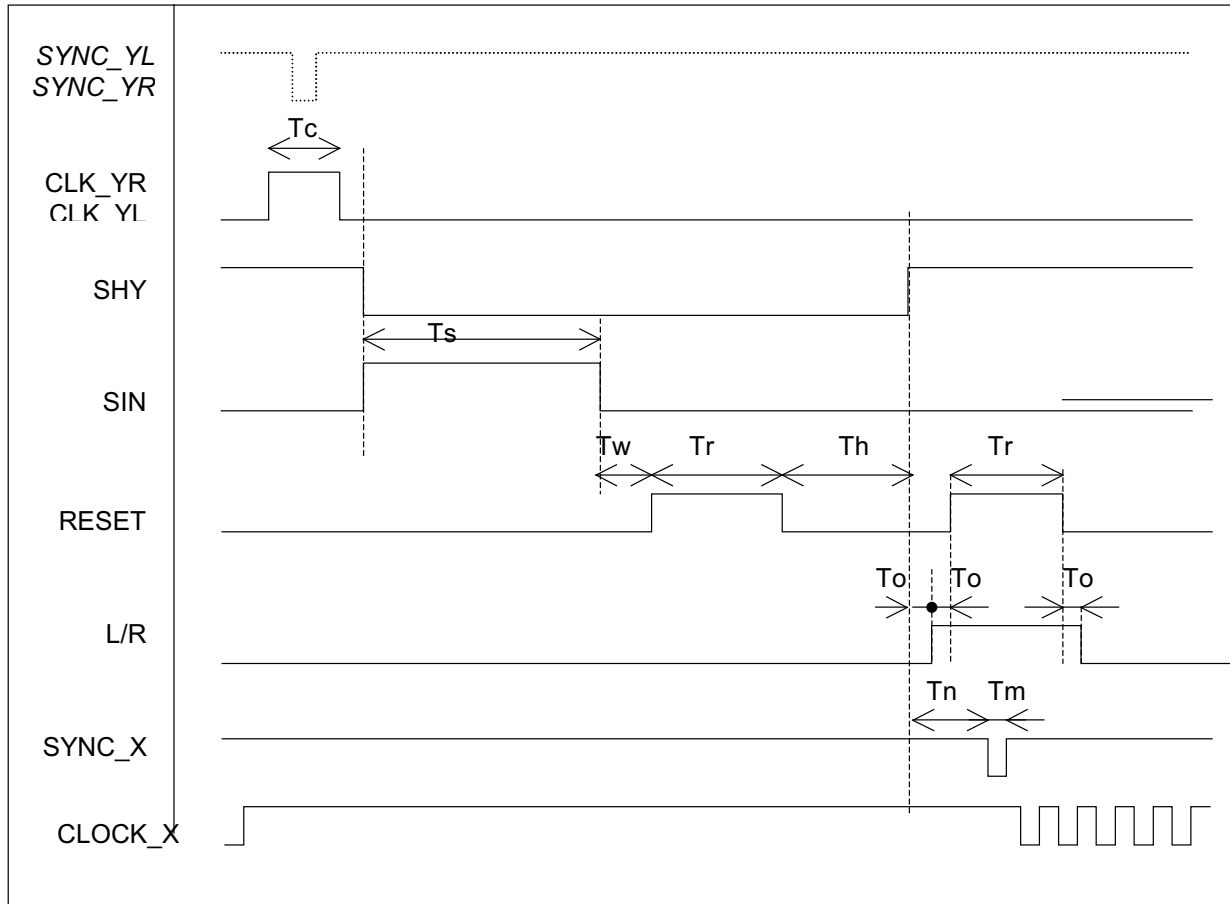 SYNC_YL
SYNC_YR
Tc
CLK_YR
CLK_YL
SHY
Ts
SIN
Tw
Tr
Th
Tr
RESET
To
To
To
L/R
Tn
Tm
SYNC_X
CLOCK_X